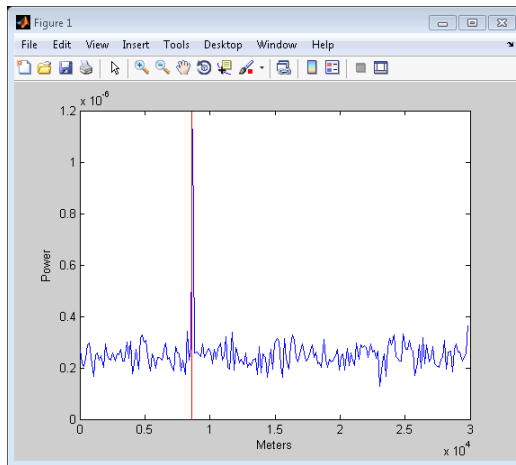 Figure 1
File Edit View Insert Tools Desktop Window Help
x 10^-6
1.2
1
0.8
0.6
0.4
0.2
0
Power
0 0.5 1 1.5 2 2.5 3
Meters
x 10^4